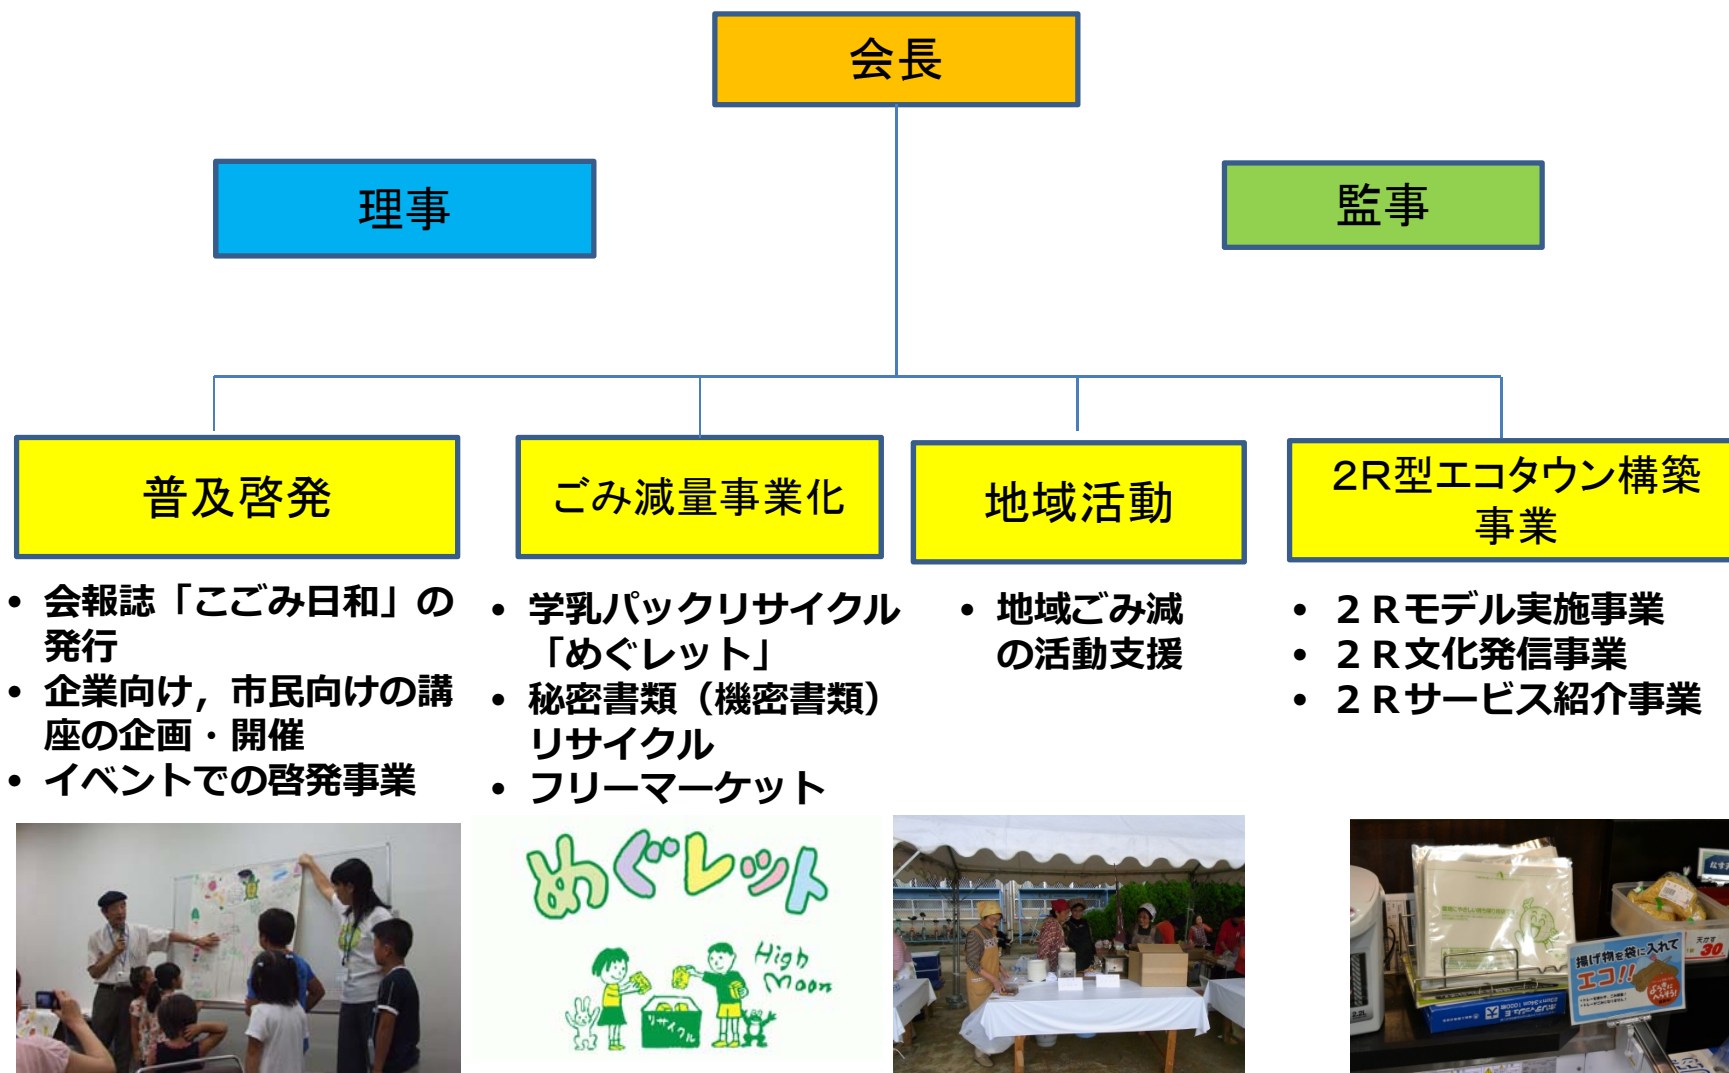 会長
理事
監事
普及啓発
ごみ減量事業化
地域活動
2R型エコタウン構築
事業
• 会報誌「こごみ日和」の
発行
• 企業向け，市民向けの講
座の企画・開催
• イベントでの啓発事業
• 学乳パックリサイクル
「めぐレット」
• 秘密書類（機密書類）
リサイクル
• フリーマーケット
• 地域ごみ減
の活動支援
• ２Ｒモデル実施事業
• ２Ｒ文化発信事業
• ２Ｒサービス紹介事業
めぐレット
High
Moon
リサイクル
揚げ物を袋に入れて
エコ!!
天かす
30